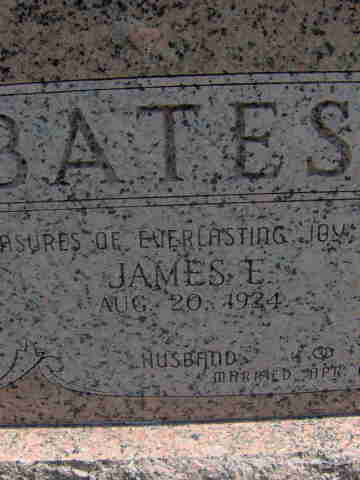 BATES
ASURES OF EVERLASTING JOY
JAMES E.
AUG. 20, 1924
HUSBAND
MARRIED APR